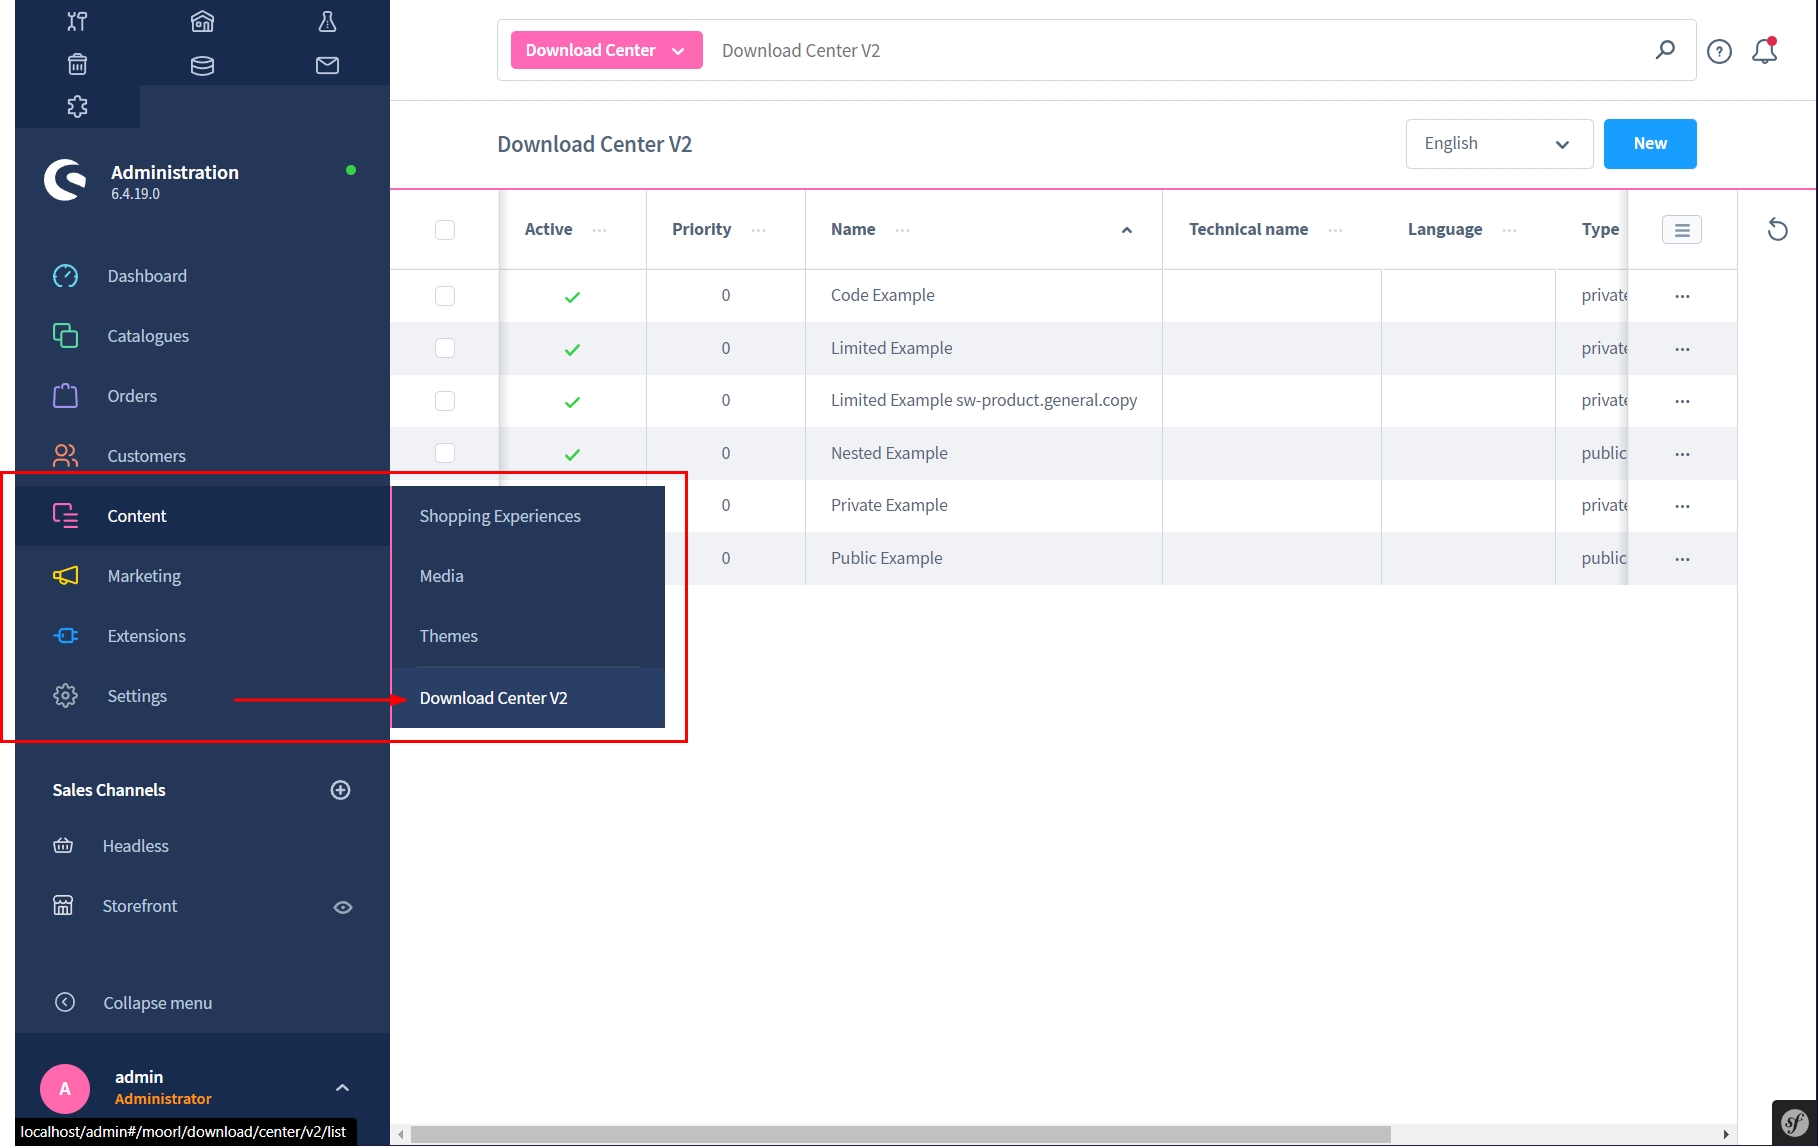 Download Center
Download Center V2
Download Center V2
English
New
Administration
6.4.19.0
Dashboard
Catalogues
Orders
Customers
Content
Marketing
Extensions
Settings
Shopping Experiences
Media
Themes
Download Center V2
Sales Channels
Headless
Storefront
Collapse menu
A
admin
Administrator
localhost/admin#/moorl/download/center/v2/list
Active ... Priority ... Name ... Technical name ... Language ... Type
0 Code Example private ...
0 Limited Example private ...
0 Limited Example sw-product.general.copy private ...
0 Nested Example public ...
0 Private Example private ...
0 Public Example public ...
sf